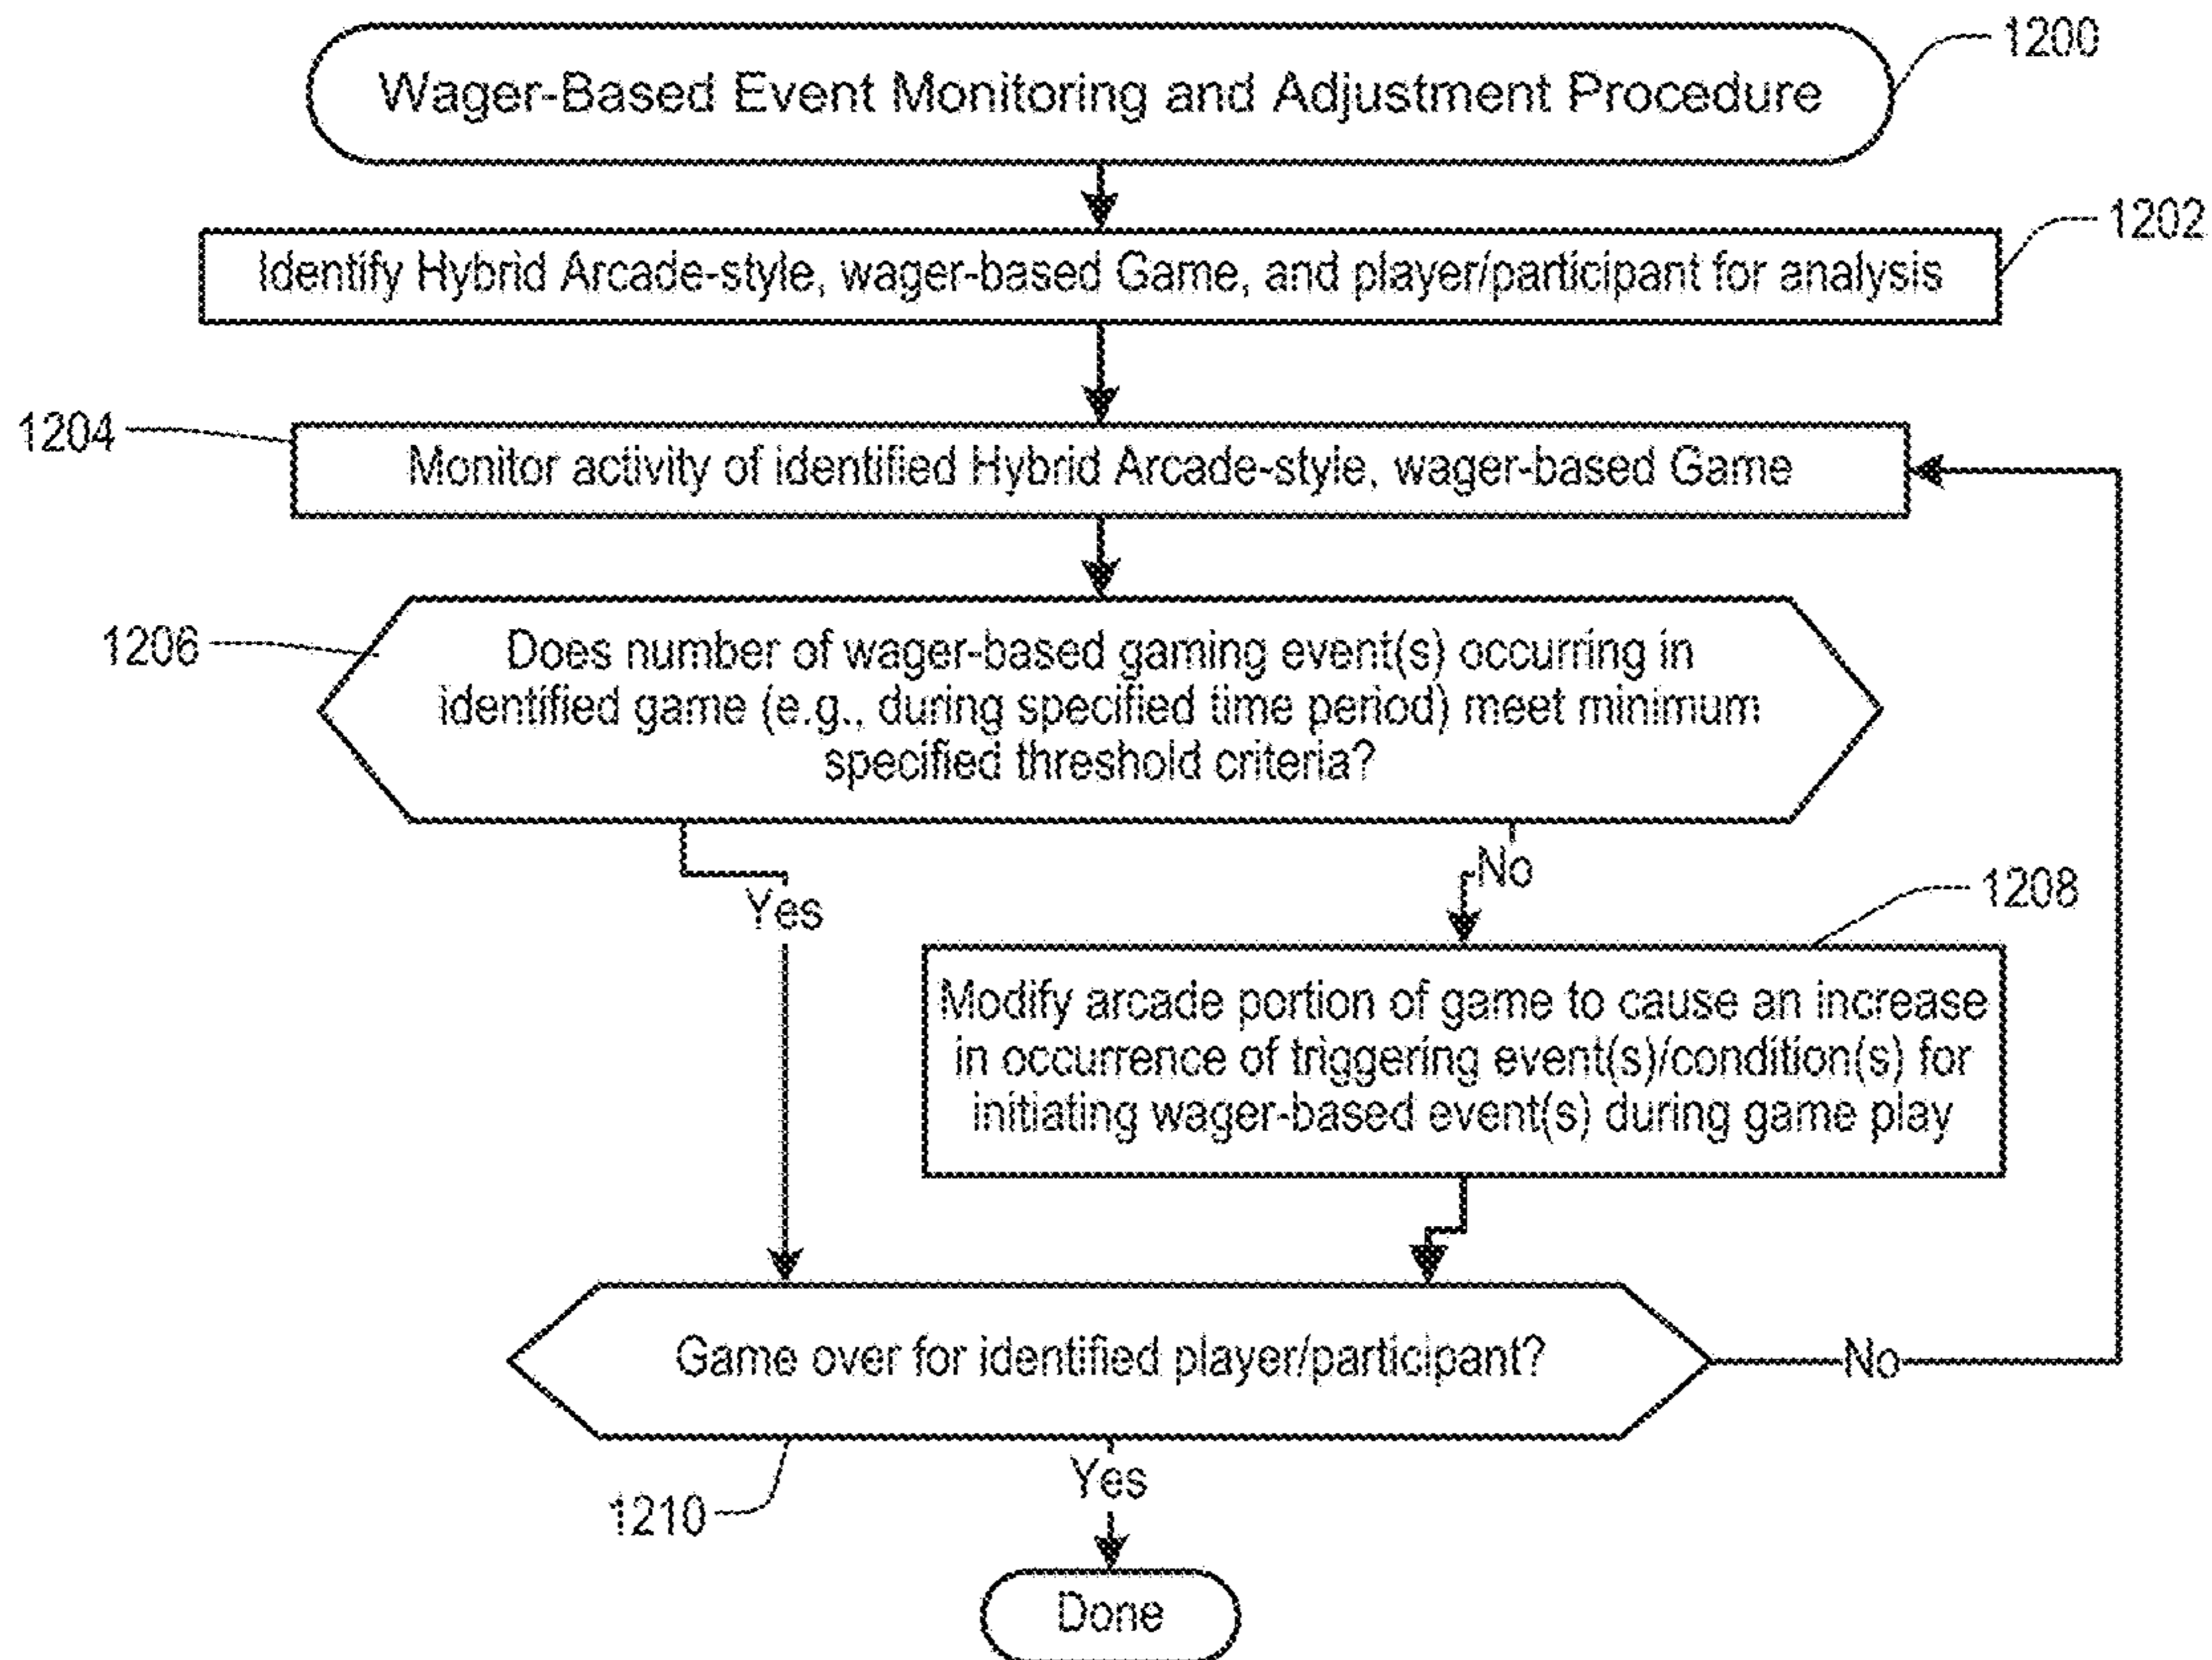 Wager-Based Event Monitoring and Adjustment Procedure
1200
Identify Hybrid Arcade-style, wager-based Game, and player/participant for analysis
1202
1204
Monitor activity of identified Hybrid Arcade-style, wager-based Game
1206
Does number of wager-based gaming event(s) occurring in
identified game (e.g., during specified time period) meet minimum
specified threshold criteria?
Yes
No
1208
Modify arcade portion of game to cause an increase
in occurrence of triggering event(s)/condition(s) for
initiating wager-based event(s) during game play
Game over for identified player/participant?
No
1210
Yes
Done